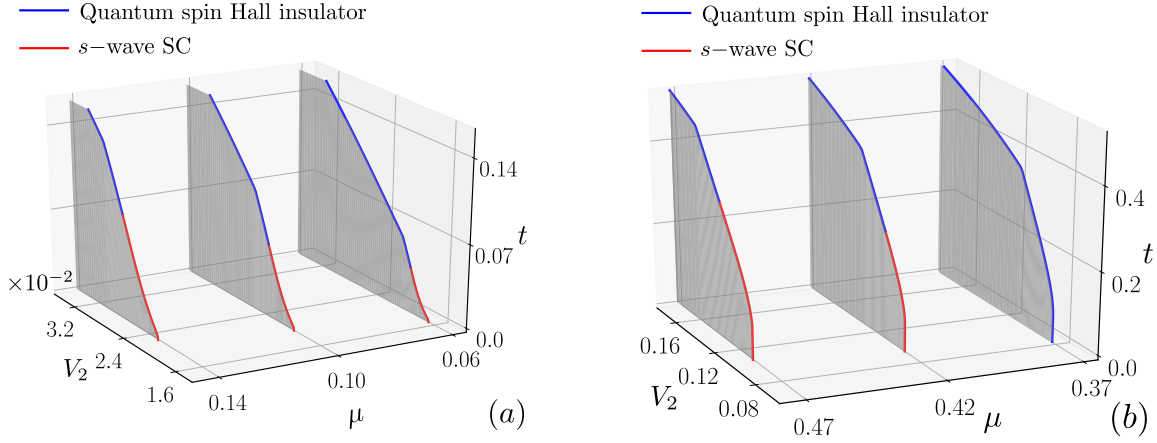 Quantum spin Hall insulator
s−wave SC
0.14
0.07
t
0.0
×10−2
3.2
V2
2.4
1.6
0.14
0.10
0.06
μ
(a)
Quantum spin Hall insulator
s−wave SC
0.4
0.2
t
0.0
0.16
0.12
V2
0.08
0.47
0.42
0.37
μ
(b)